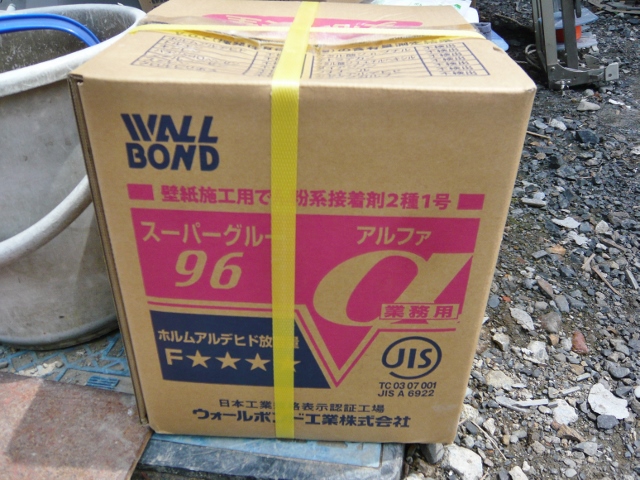 WALL
BOND
壁紙施工用で 粉系接着剤2種1号
スーパーグルー
96
アルファ
α
業務用
ホルムアルデヒド放
F★★★★
JIS
TC 03 07 001
JIS A 6922
日本工業 格表示認証工場
ウォールボンド工業株式会社